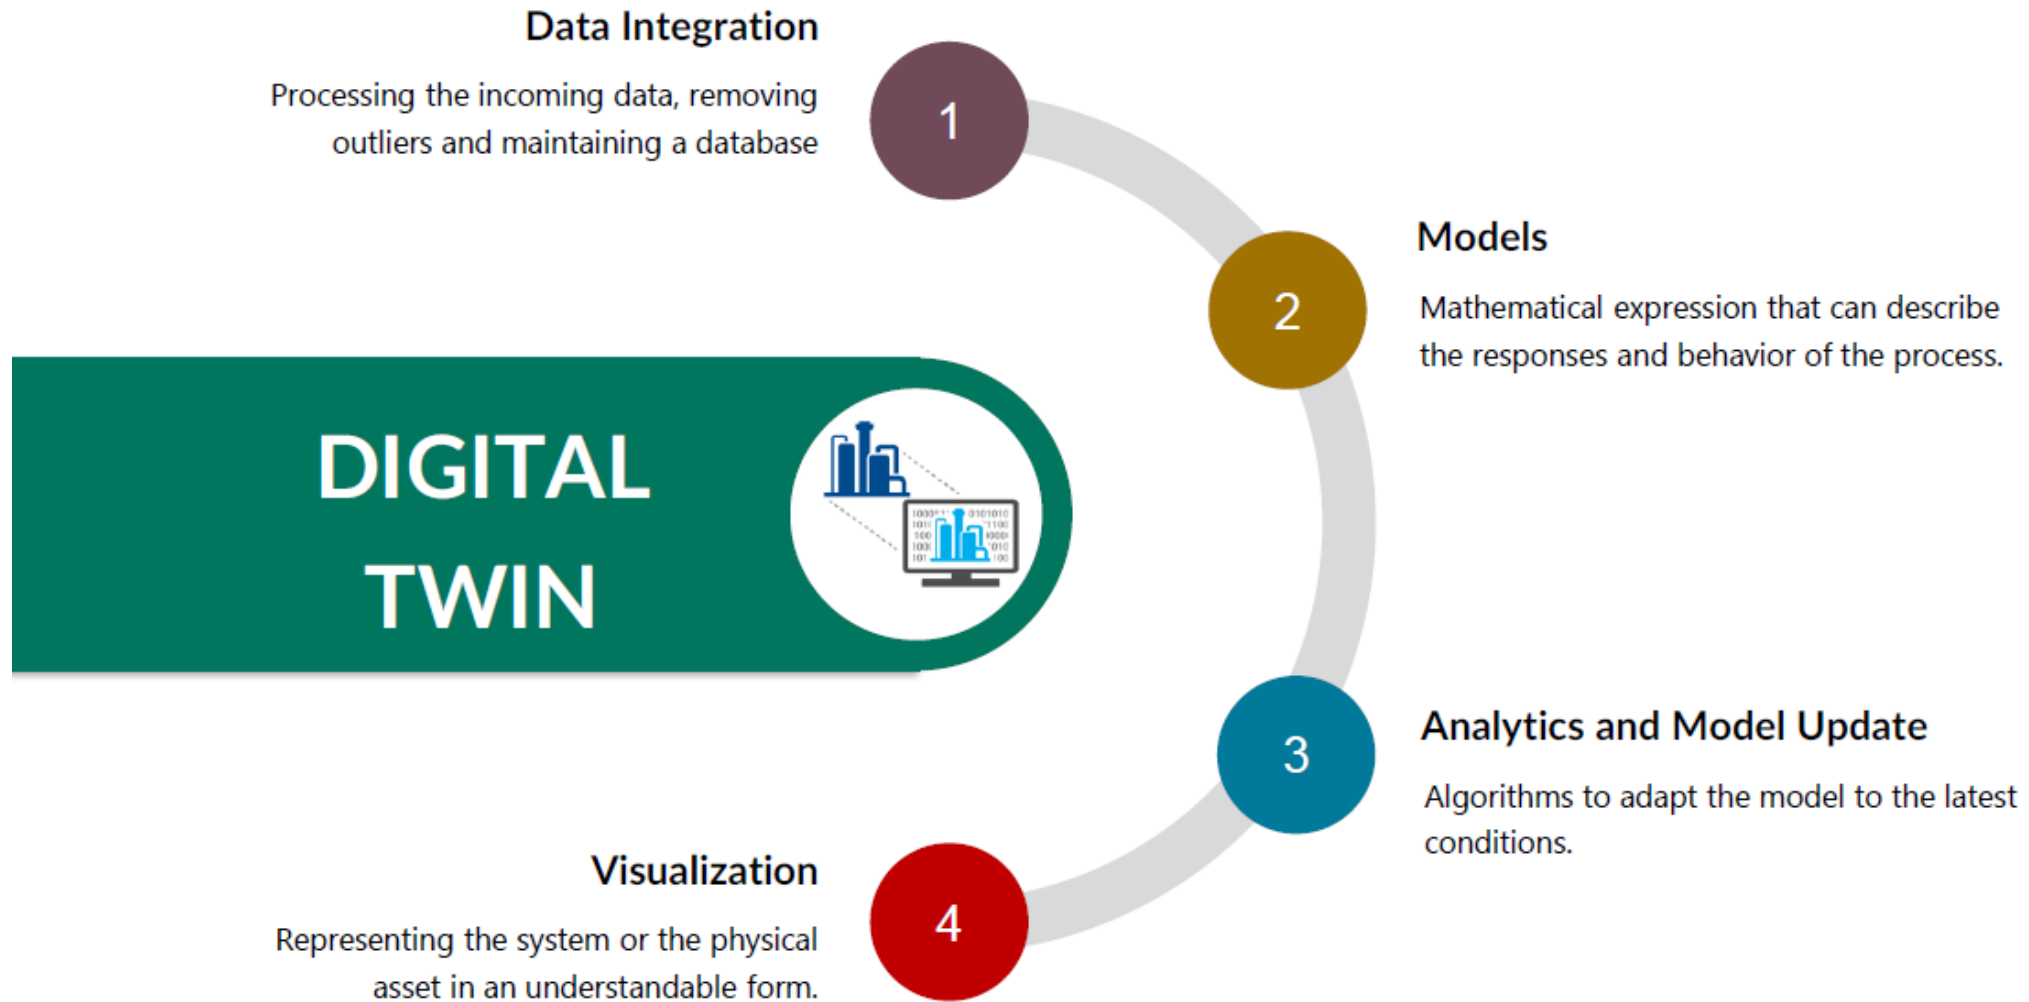 Data Integration
Processing the incoming data, removing
outliers and maintaining a database
1
Models
2
Mathematical expression that can describe
the responses and behavior of the process.
DIGITAL
TWIN
Analytics and Model Update
3
Algorithms to adapt the model to the latest
conditions.
Visualization
4
Representing the system or the physical
asset in an understandable form.